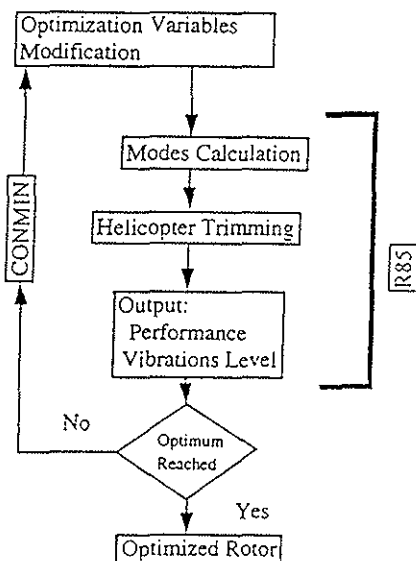 Optimization Variables
Modification
Modes Calculation
Helicopter Trimming
CONMIN
R85
Output:
Performance
Vibrations Level
No
Optimum
Reached
Yes
Optimized Rotor